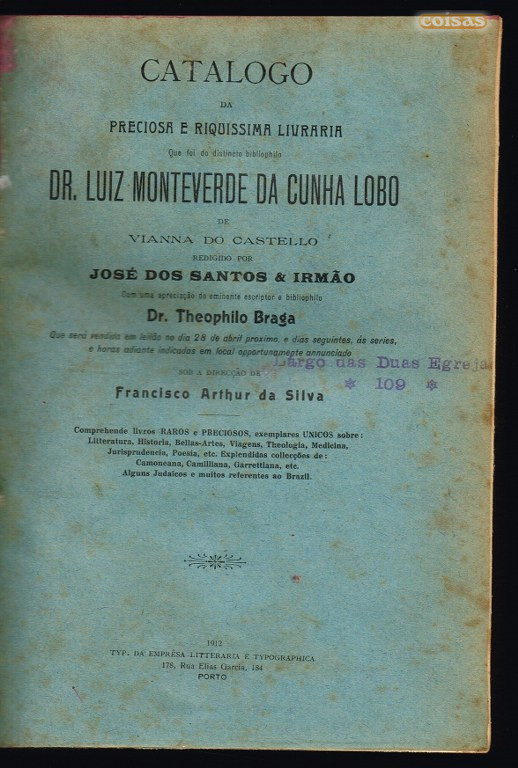 coisas
CATALOGO
DA
PRECIOSA E RIQUISSIMA LIVRARIA
Que foi do distincto bibliophilo
DR. LUIZ MONTEVERDE DA CUNHA LOBO
DE
VIANNA DO CASTELLO
REDIGIDO POR
JOSÉ DOS SANTOS & IRMÃO
Com uma apreciação do eminente escriptor e bibliophilo
Dr. Theophilo Braga
Que será vendida em leilão no dia 28 de abril proximo, e dias seguintes, ás series,
e horas adiante indicadas em local opportunamente annunciado
Largo das Duas Egrejas
* 109 *
SOB A DIRECÇÃO DE
Francisco Arthur da Silva
Comprehende livros RAROS e PRECIOSOS, exemplares UNICOS sobre:
Litteratura, Historia, Bellas-Artes, Viagens, Theologia, Medicina,
Jurisprudencia, Poesia, etc. Explendidas collecções de:
Camoneana, Camilliana, Garrettiana, etc.
Alguns Judaicos e muitos referentes ao Brazil.
1912
TYP. DA EMPRÊSA LITTERARIA E TYPOGRAPHICA
178, Rua Elias Garcia, 184
PORTO